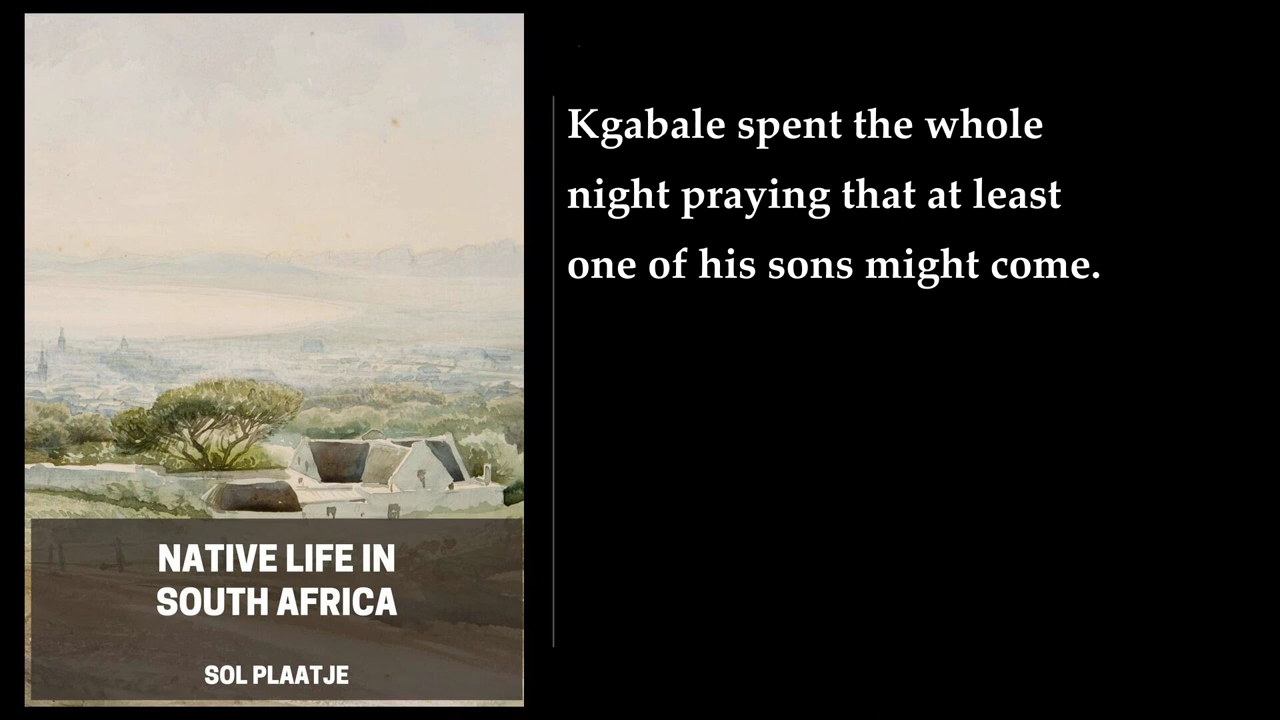 Kgabale spent the whole
night praying that at least
one of his sons might come.
NATIVE LIFE IN
SOUTH AFRICA
SOL PLAATJE